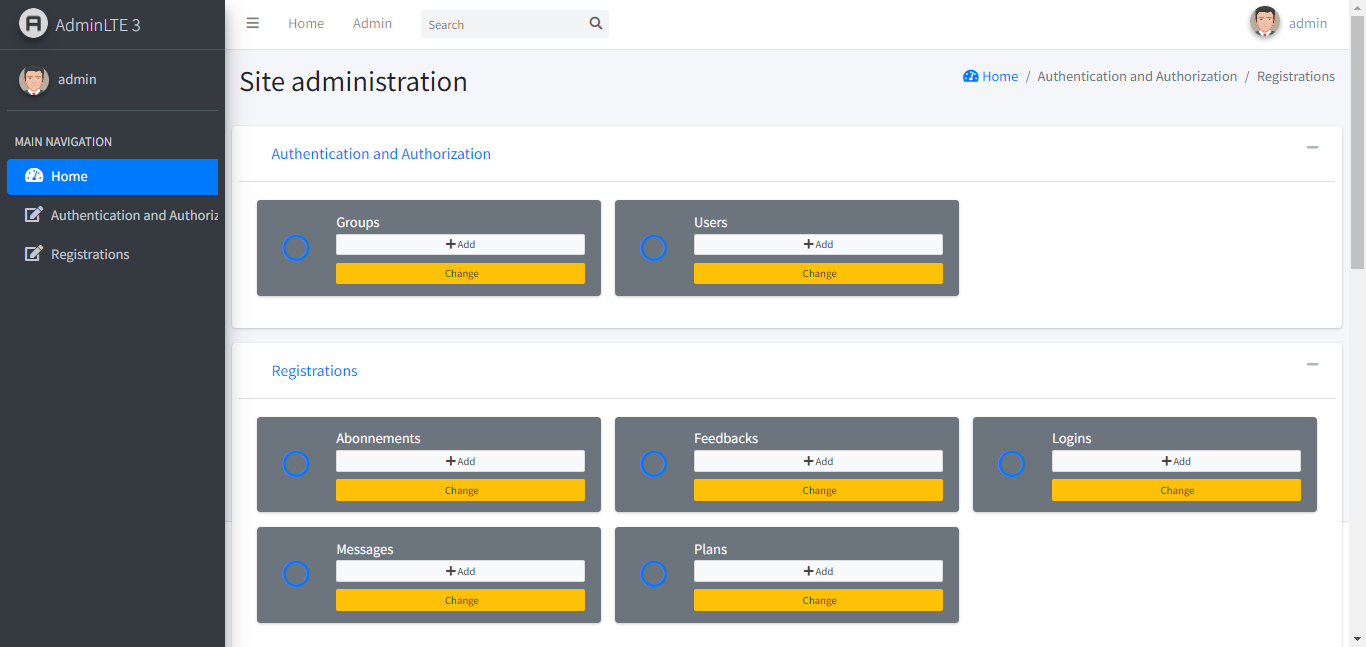 AdminLTE 3
Home Admin Search admin
admin
Site administration
Home / Authentication and Authorization / Registrations
MAIN NAVIGATION
Home
Authentication and Authoriz
Registrations
Authentication and Authorization
Groups
Add
Change
Users
Add
Change
Registrations
Abonnements
Add
Change
Feedbacks
Add
Change
Logins
Add
Change
Messages
Add
Change
Plans
Add
Change